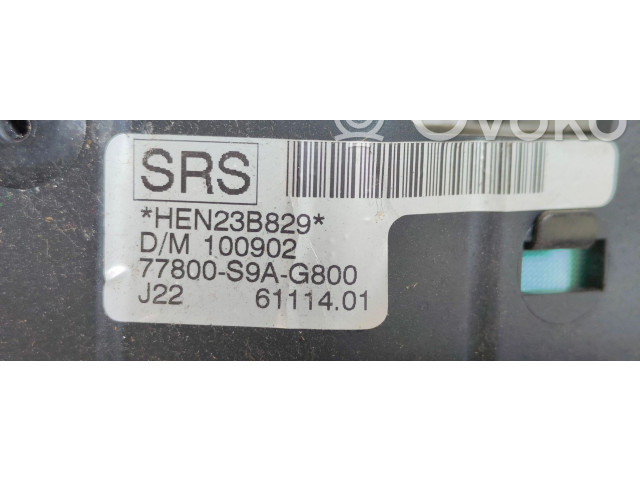 Ovoko
SRS
*HEN23B829*
D/M 100902
77800-S9A-G800
J22 61114.01